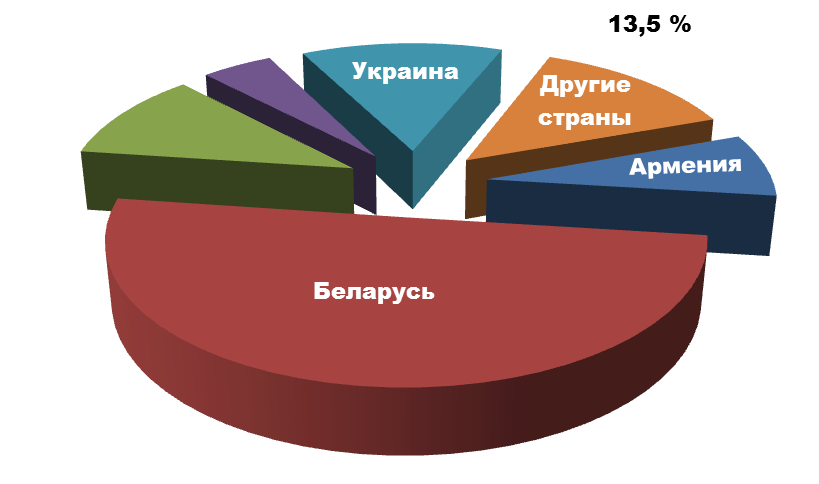 13,5 %
Украина
Другие
страны
Армения
Беларусь